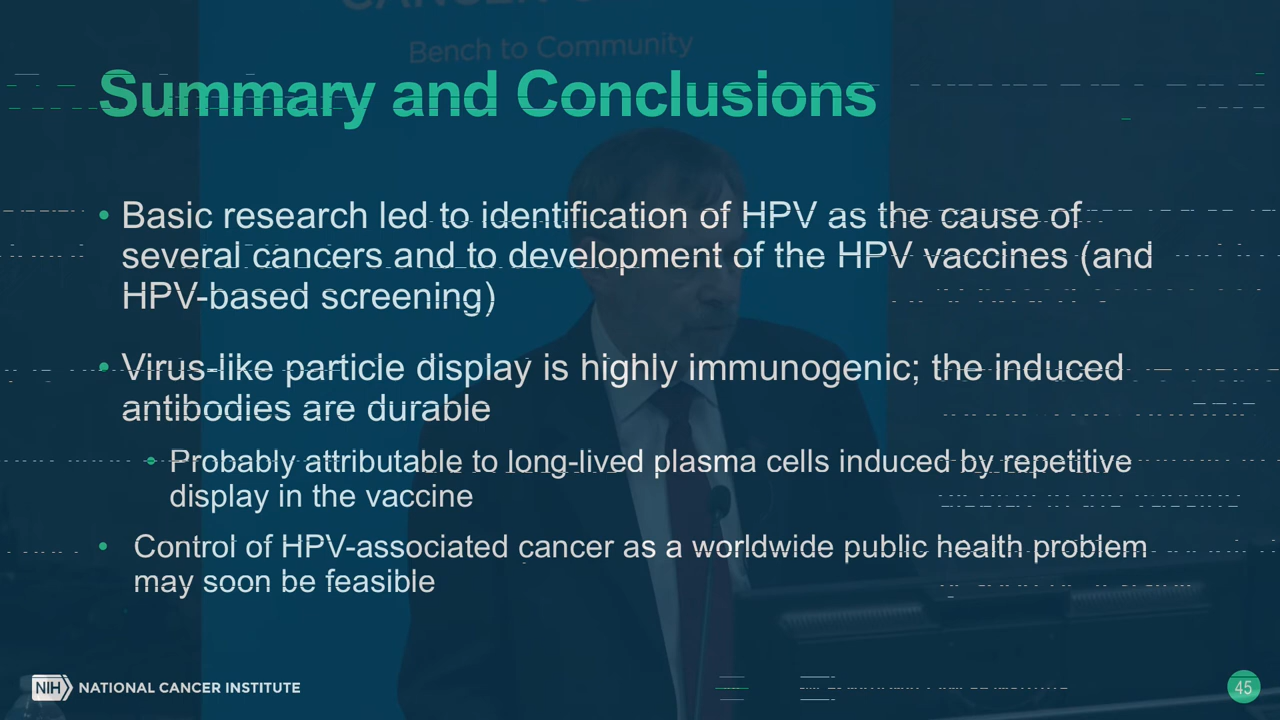 Bench to Community
Summary and Conclusions
• Basic research led to identification of HPV as the cause of
several cancers and to development of the HPV vaccines (and
HPV-based screening)
• Virus-like particle display is highly immunogenic; the induced
antibodies are durable
• Probably attributable to long-lived plasma cells induced by repetitive
display in the vaccine
• Control of HPV-associated cancer as a worldwide public health problem
may soon be feasible
NIH NATIONAL CANCER INSTITUTE
45